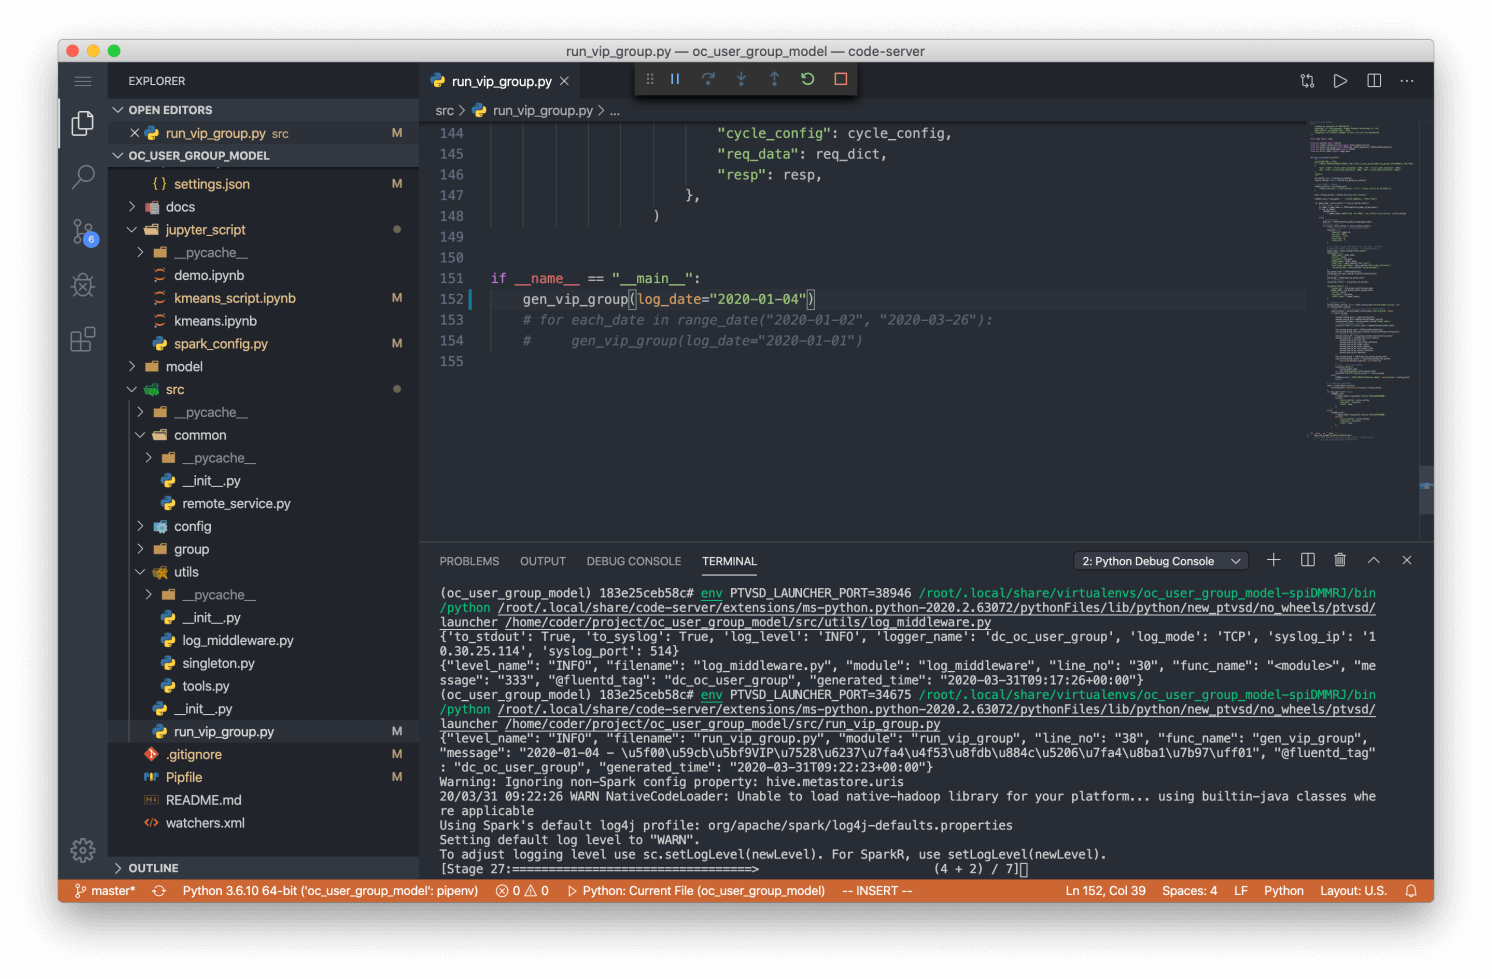 run_vip_group.py — oc_user_group_model — code-server
EXPLORER
OPEN EDITORS
run_vip_group.py src M
OC_USER_GROUP_MODEL
{ } settings.json M
docs
jupyter_script
__pycache__
demo.ipynb
kmeans_script.ipynb M
kmeans.ipynb
spark_config.py M
model
src
__pycache__
common
__pycache__
__init__.py
remote_service.py
config
group
utils
__pycache__
__init__.py
log_middleware.py
singleton.py
tools.py
__init__.py
run_vip_group.py M
.gitignore M
Pipfile M
README.md
watchers.xml
OUTLINE
6
run_vip_group.py
src > run_vip_group.py > ...
144 "cycle_config": cycle_config,
145 "req_data": req_dict,
146 "resp": resp,
147 },
148 )
149
150
151 if __name__ == "__main__":
152 gen_vip_group(log_date="2020-01-04")
153 # for each_date in range_date("2020-01-02", "2020-03-26"):
154 #     gen_vip_group(log_date="2020-01-01")
155
PROBLEMS OUTPUT DEBUG CONSOLE TERMINAL 2: Python Debug Console
(oc_user_group_model) 183e25ceb58c# env PTVSD_LAUNCHER_PORT=38946 /root/.local/share/virtualenvs/oc_user_group_model-spiDMMRJ/bin
/python /root/.local/share/code-server/extensions/ms-python.python-2020.2.63072/pythonFiles/lib/python/new_ptvsd/no_wheels/ptvsd/
launcher /home/coder/project/oc_user_group_model/src/utils/log_middleware.py
{'to_stdout': True, 'to_syslog': True, 'log_level': 'INFO', 'logger_name': 'dc_oc_user_group', 'log_mode': 'TCP', 'syslog_ip': '1
0.30.25.114', 'syslog_port': 514}
{"level_name": "INFO", "filename": "log_middleware.py", "module": "log_middleware", "line_no": "30", "func_name": "<module>", "me
ssage": "333", "@fluentd_tag": "dc_oc_user_group", "generated_time": "2020-03-31T09:17:26+00:00"}
(oc_user_group_model) 183e25ceb58c# env PTVSD_LAUNCHER_PORT=34675 /root/.local/share/virtualenvs/oc_user_group_model-spiDMMRJ/bin
/python /root/.local/share/code-server/extensions/ms-python.python-2020.2.63072/pythonFiles/lib/python/new_ptvsd/no_wheels/ptvsd/
launcher /home/coder/project/oc_user_group_model/src/run_vip_group.py
{"level_name": "INFO", "filename": "run_vip_group.py", "module": "run_vip_group", "line_no": "38", "func_name": "gen_vip_group",
"message": "2020-01-04 - \u5f00\u59cb\u5bf9VIP\u7528\u6237\u7fa4\u4f53\u8fdb\u884c\u5206\u7fa4\u8ba1\u7b97\uff01", "@fluentd_tag"
: "dc_oc_user_group", "generated_time": "2020-03-31T09:22:23+00:00"}
Warning: Ignoring non-Spark config property: hive.metastore.uris
20/03/31 09:22:26 WARN NativeCodeLoader: Unable to load native-hadoop library for your platform... using builtin-java classes whe
re applicable
Using Spark's default log4j profile: org/apache/spark/log4j-defaults.properties
Setting default log level to "WARN".
To adjust logging level use sc.setLogLevel(newLevel). For SparkR, use setLogLevel(newLevel).
[Stage 27:==============================> (4 + 2) / 7]
master* Python 3.6.10 64-bit ('oc_user_group_model': pipenv) 0 0 Python: Current File (oc_user_group_model) -- INSERT -- Ln 152, Col 39 Spaces: 4 LF Python Layout: U.S.